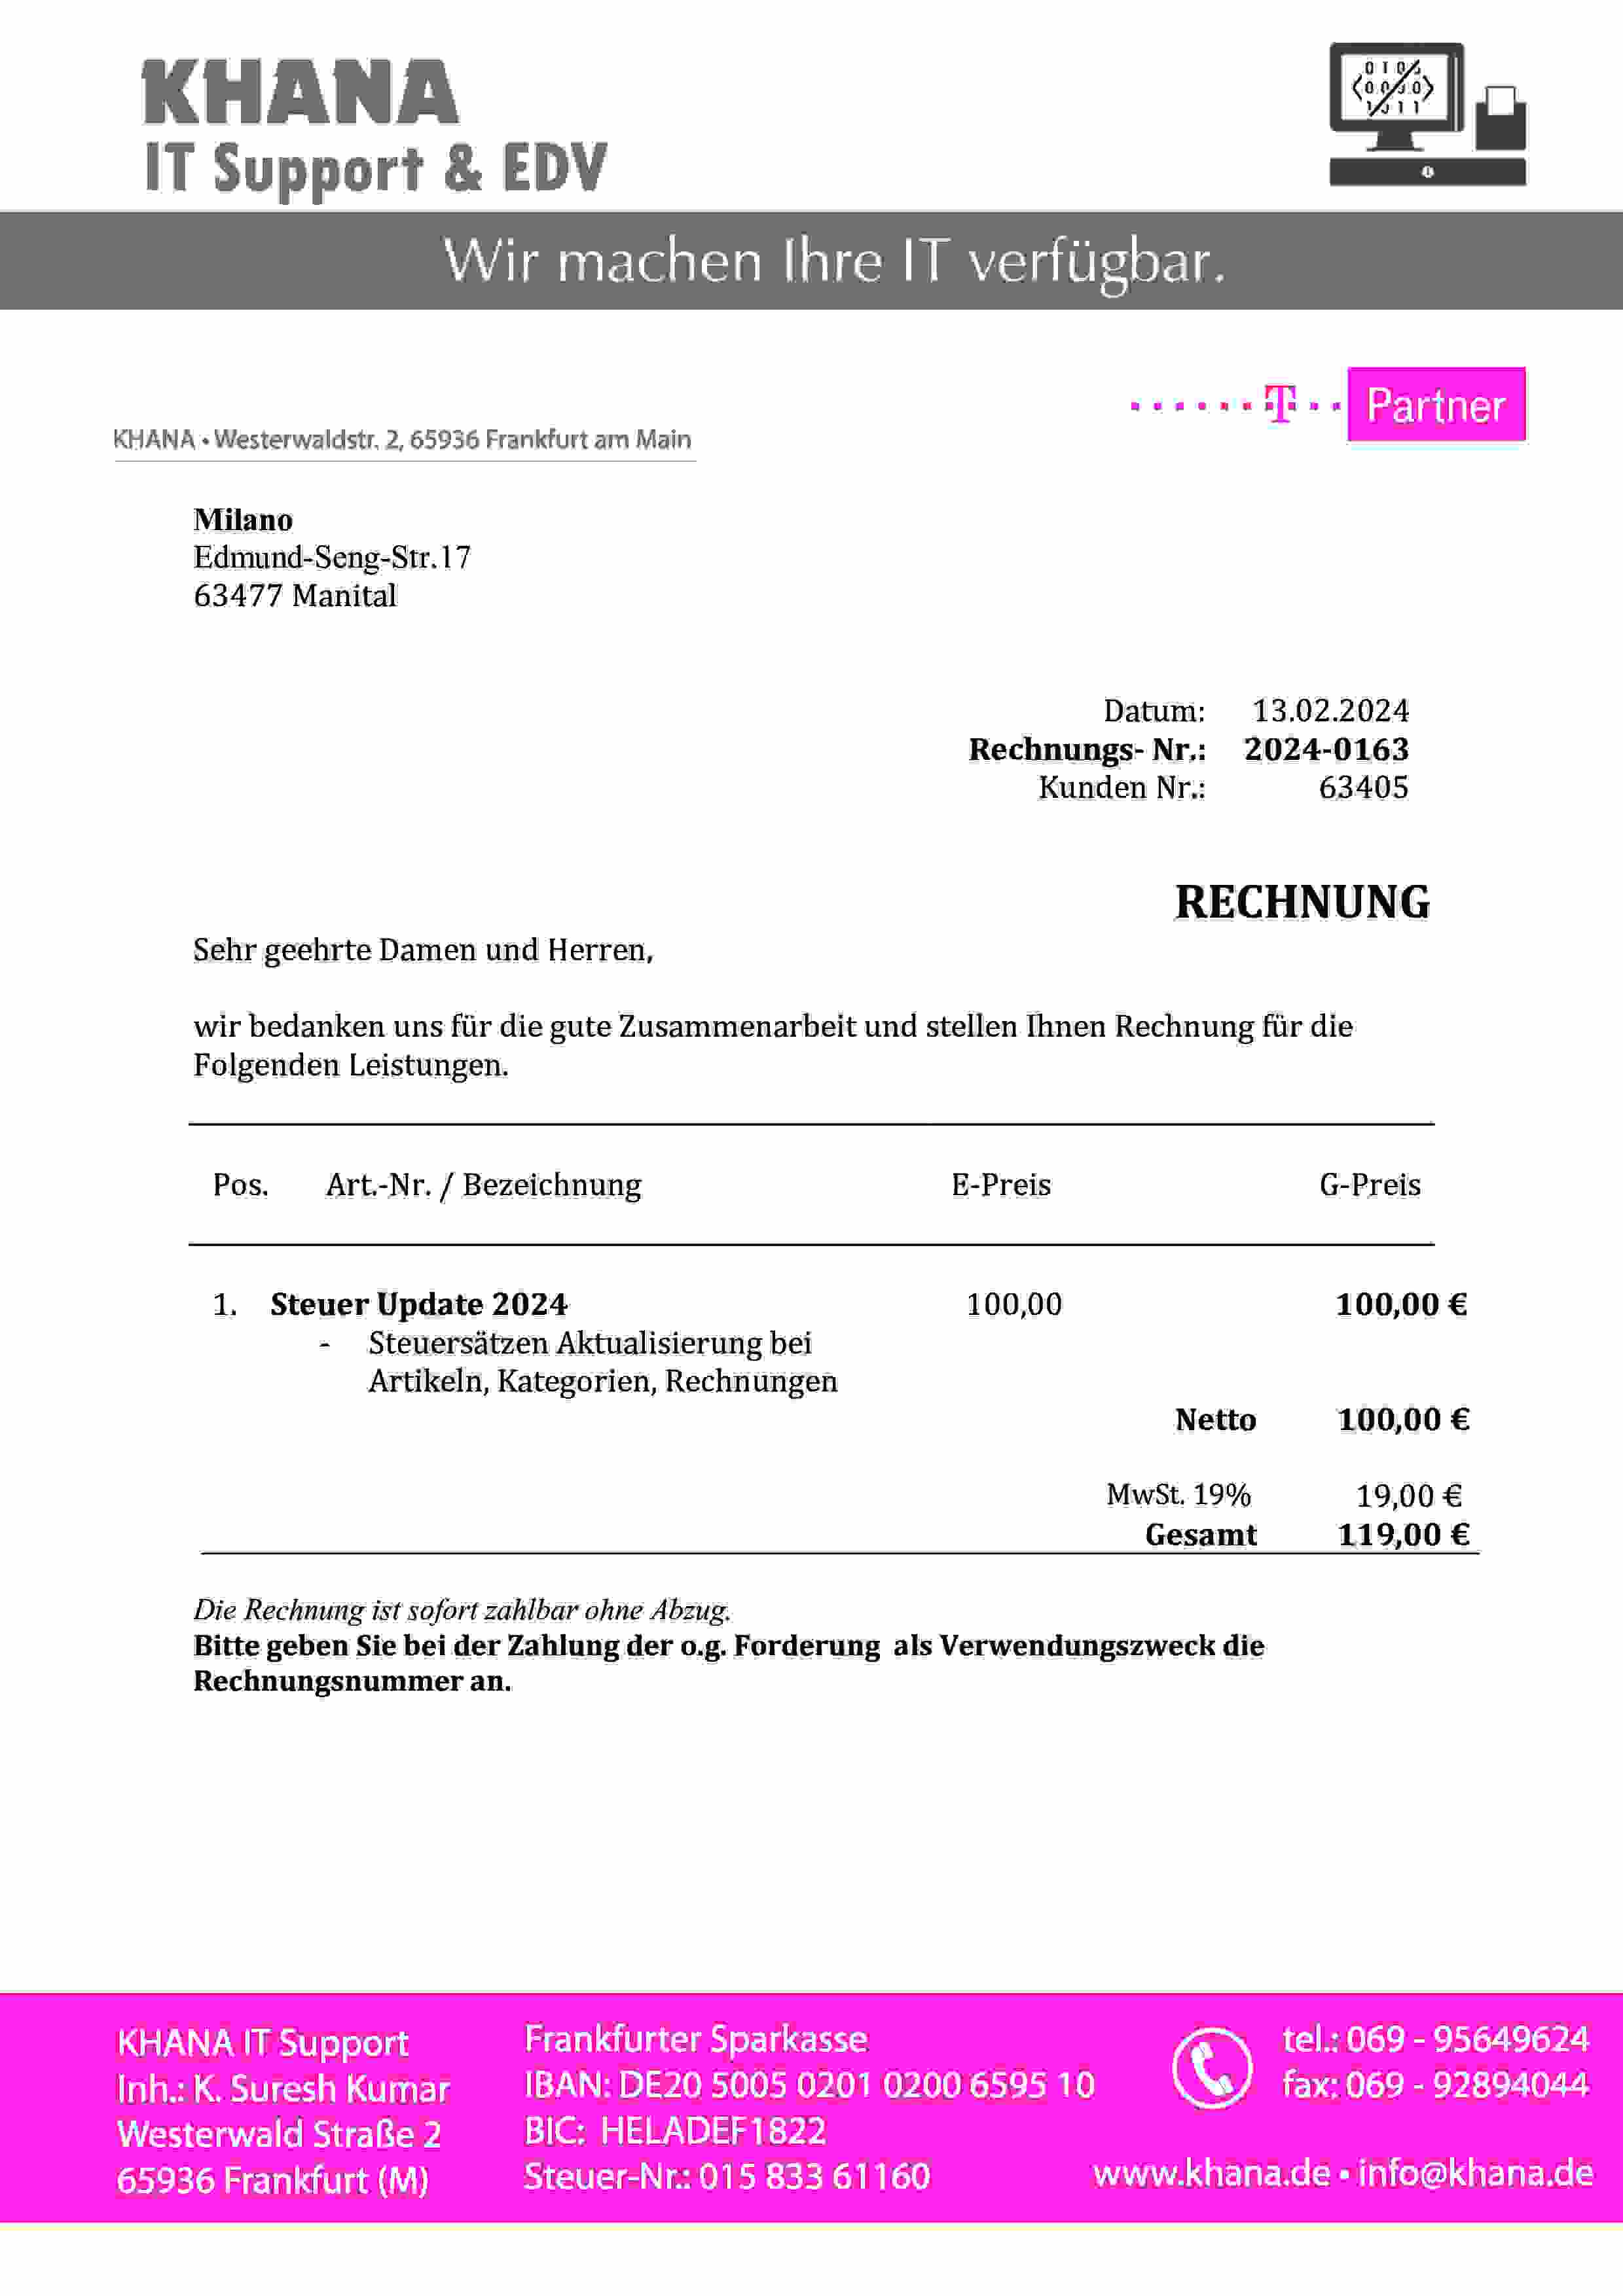 KHANA
IT Support & EDV
Wir machen Ihre IT verfügbar.
T Partner
KHANA • Westerwaldstr. 2, 65936 Frankfurt am Main
Milano
Edmund-Seng-Str.17
63477 Manital
Datum: 13.02.2024
Rechnungs- Nr.: 2024-0163
Kunden Nr.: 63405
RECHNUNG
Sehr geehrte Damen und Herren,
wir bedanken uns für die gute Zusammenarbeit und stellen Ihnen Rechnung für die
Folgenden Leistungen.
Pos. Art.-Nr. / Bezeichnung E-Preis G-Preis
1. Steuer Update 2024 100,00 100,00 €
- Steuersätzen Aktualisierung bei
Artikeln, Kategorien, Rechnungen
Netto 100,00 €
MwSt. 19% 19,00 €
Gesamt 119,00 €
Die Rechnung ist sofort zahlbar ohne Abzug.
Bitte geben Sie bei der Zahlung der o.g. Forderung als Verwendungszweck die
Rechnungsnummer an.
KHANA IT Support
Inh.: K. Suresh Kumar
Westerwald Straße 2
65936 Frankfurt (M)
Frankfurter Sparkasse
IBAN: DE20 5005 0201 0200 6595 10
BIC: HELADEF1822
Steuer-Nr.: 015 833 61160
tel.: 069 - 95649624
fax: 069 - 92894044
www.khana.de • info@khana.de